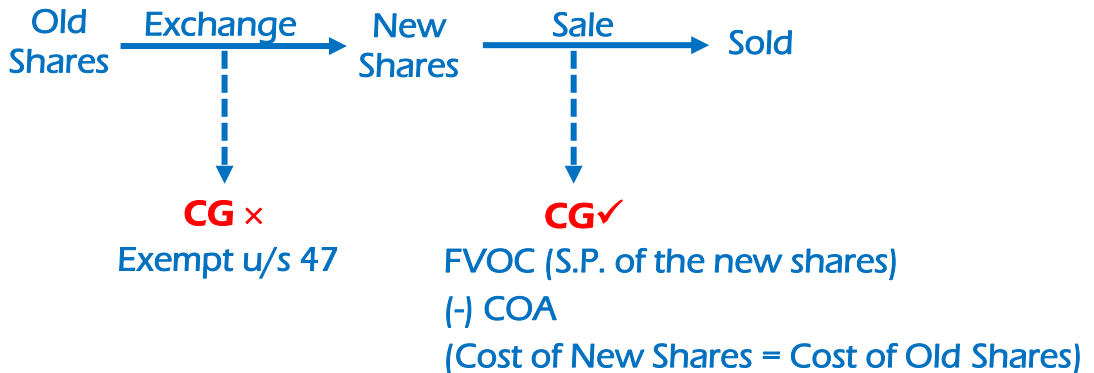 Old Shares
Exchange
New Shares
Sale
Sold
CG ×
Exempt u/s 47
CG✓
FVOC (S.P. of the new shares)
(-) COA
(Cost of New Shares = Cost of Old Shares)